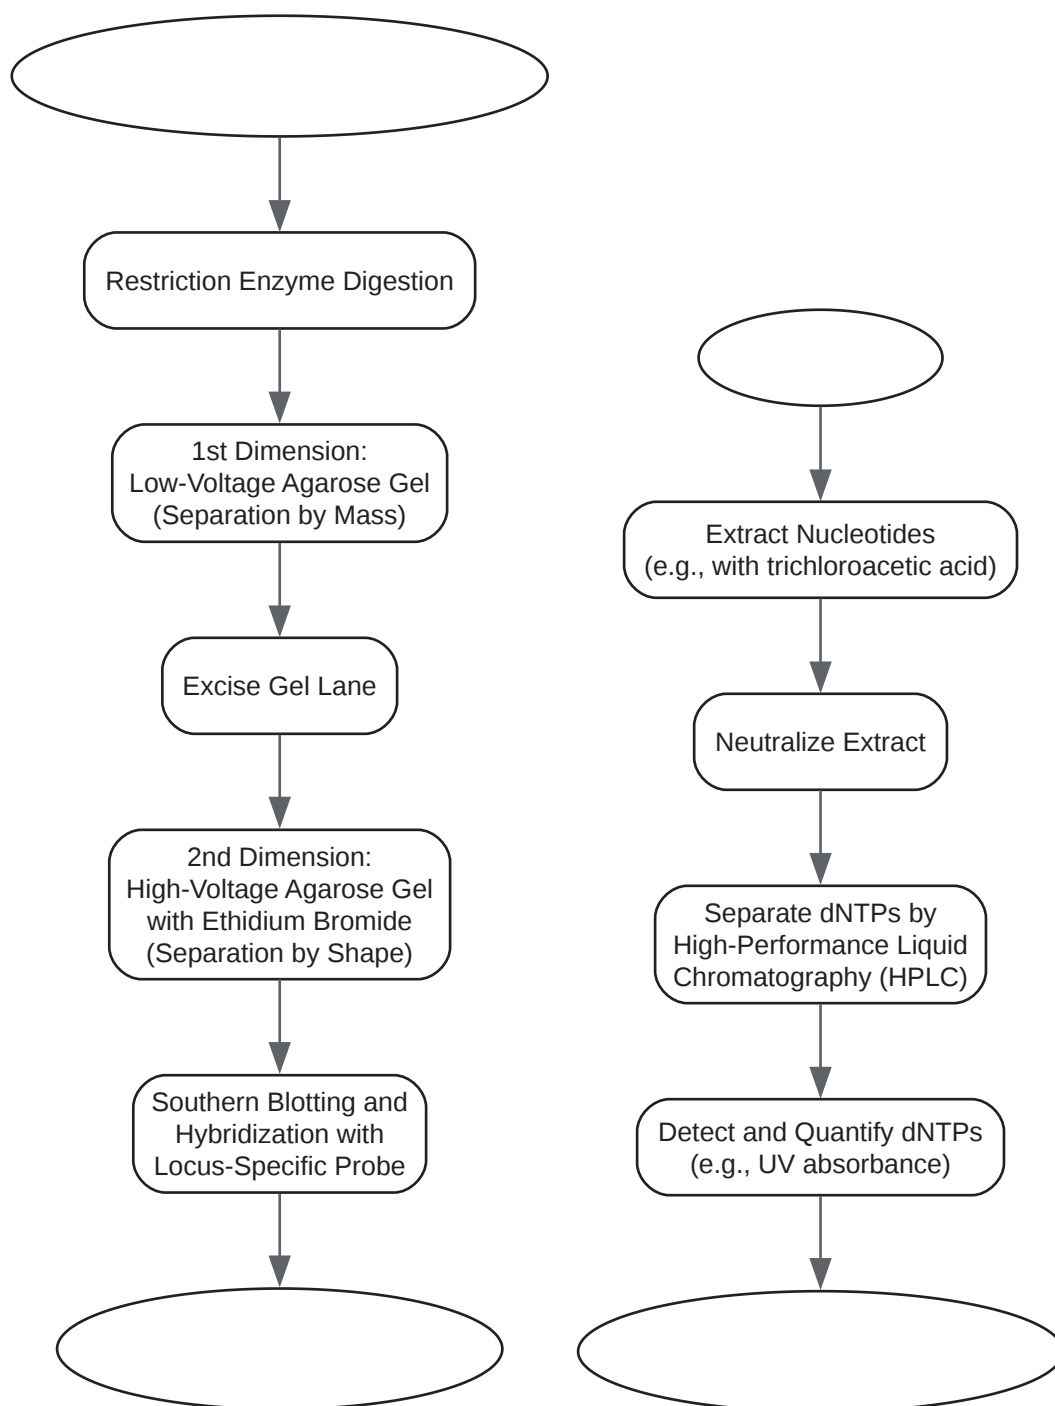 Restriction Enzyme Digestion
1st Dimension:
Low-Voltage Agarose Gel
(Separation by Mass)
Excise Gel Lane
2nd Dimension:
High-Voltage Agarose Gel
with Ethidium Bromide
(Separation by Shape)
Southern Blotting and
Hybridization with
Locus-Specific Probe
Extract Nucleotides
(e.g., with trichloroacetic acid)
Neutralize Extract
Separate dNTPs by
High-Performance Liquid
Chromatography (HPLC)
Detect and Quantify dNTPs
(e.g., UV absorbance)